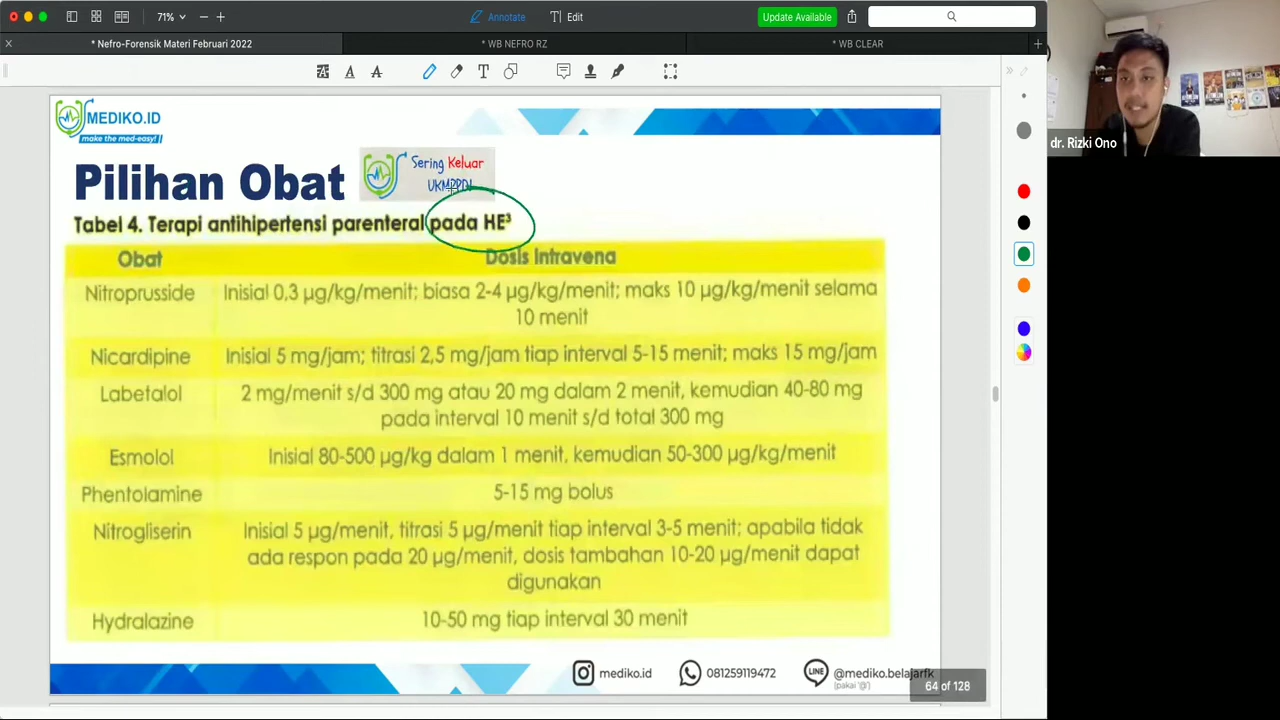 71%
Annotate
Edit
Update Available
* Nefro-Forensik Materi Februari 2022
* WB NEFRO RZ
* WB CLEAR
MEDIKO.ID
make the med-easy!
dr. Rizki Ono
Pilihan Obat
Sering Keluar
UKMPPD!
Tabel 4. Terapi antihipertensi parenteral pada HE³
Obat
Dosis Intravena
Nitroprusside
Inisial 0,3 µg/kg/menit; biasa 2-4 µg/kg/menit; maks 10 µg/kg/menit selama
10 menit
Nicardipine
Inisial 5 mg/jam; titrasi 2,5 mg/jam tiap interval 5-15 menit; maks 15 mg/jam
Labetalol
2 mg/menit s/d 300 mg atau 20 mg dalam 2 menit, kemudian 40-80 mg
pada interval 10 menit s/d total 300 mg
Esmolol
Inisial 80-500 µg/kg dalam 1 menit, kemudian 50-300 µg/kg/menit
Phentolamine
5-15 mg bolus
Nitrogliserin
Inisial 5 µg/menit, titrasi 5 µg/menit tiap interval 3-5 menit; apabila tidak
ada respon pada 20 µg/menit, dosis tambahan 10-20 µg/menit dapat
digunakan
Hydralazine
10-50 mg tiap interval 30 menit
mediko.id
081259119472
LINE
@mediko.belajarfk
(pakai '@')
64 of 128